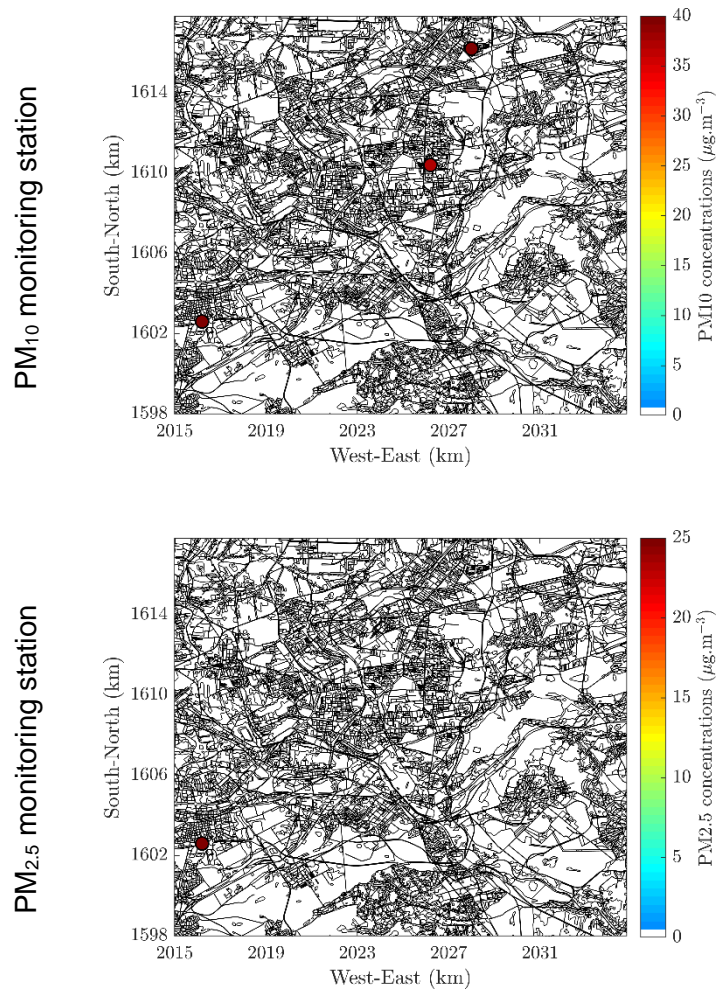 PM₁₀ monitoring station
South-North (km)
1614
1610
1606
1602
1598
2015 2019 2023 2027 2031
West-East (km)
40
35
30
25
20
15
10
5
0
PM10 concentrations (μg.m⁻³)
PM₂.₅ monitoring station
South-North (km)
1614
1610
1606
1602
1598
2015 2019 2023 2027 2031
West-East (km)
25
20
15
10
5
0
PM2.5 concentrations (μg.m⁻³)